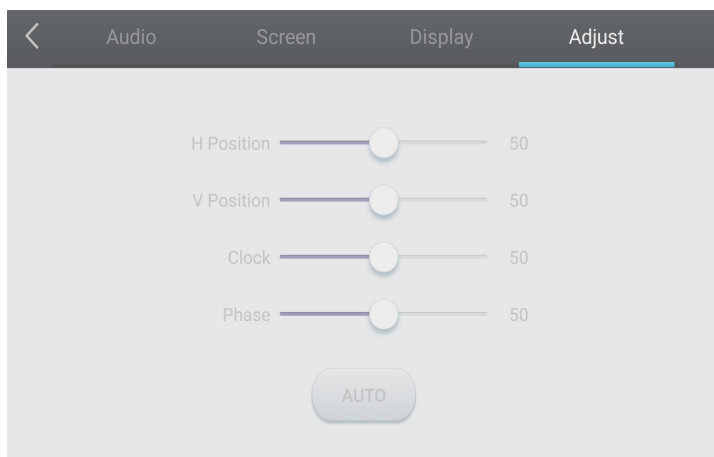 Audio Screen Display Adjust
H Position 50
V Position 50
Clock 50
Phase 50
AUTO